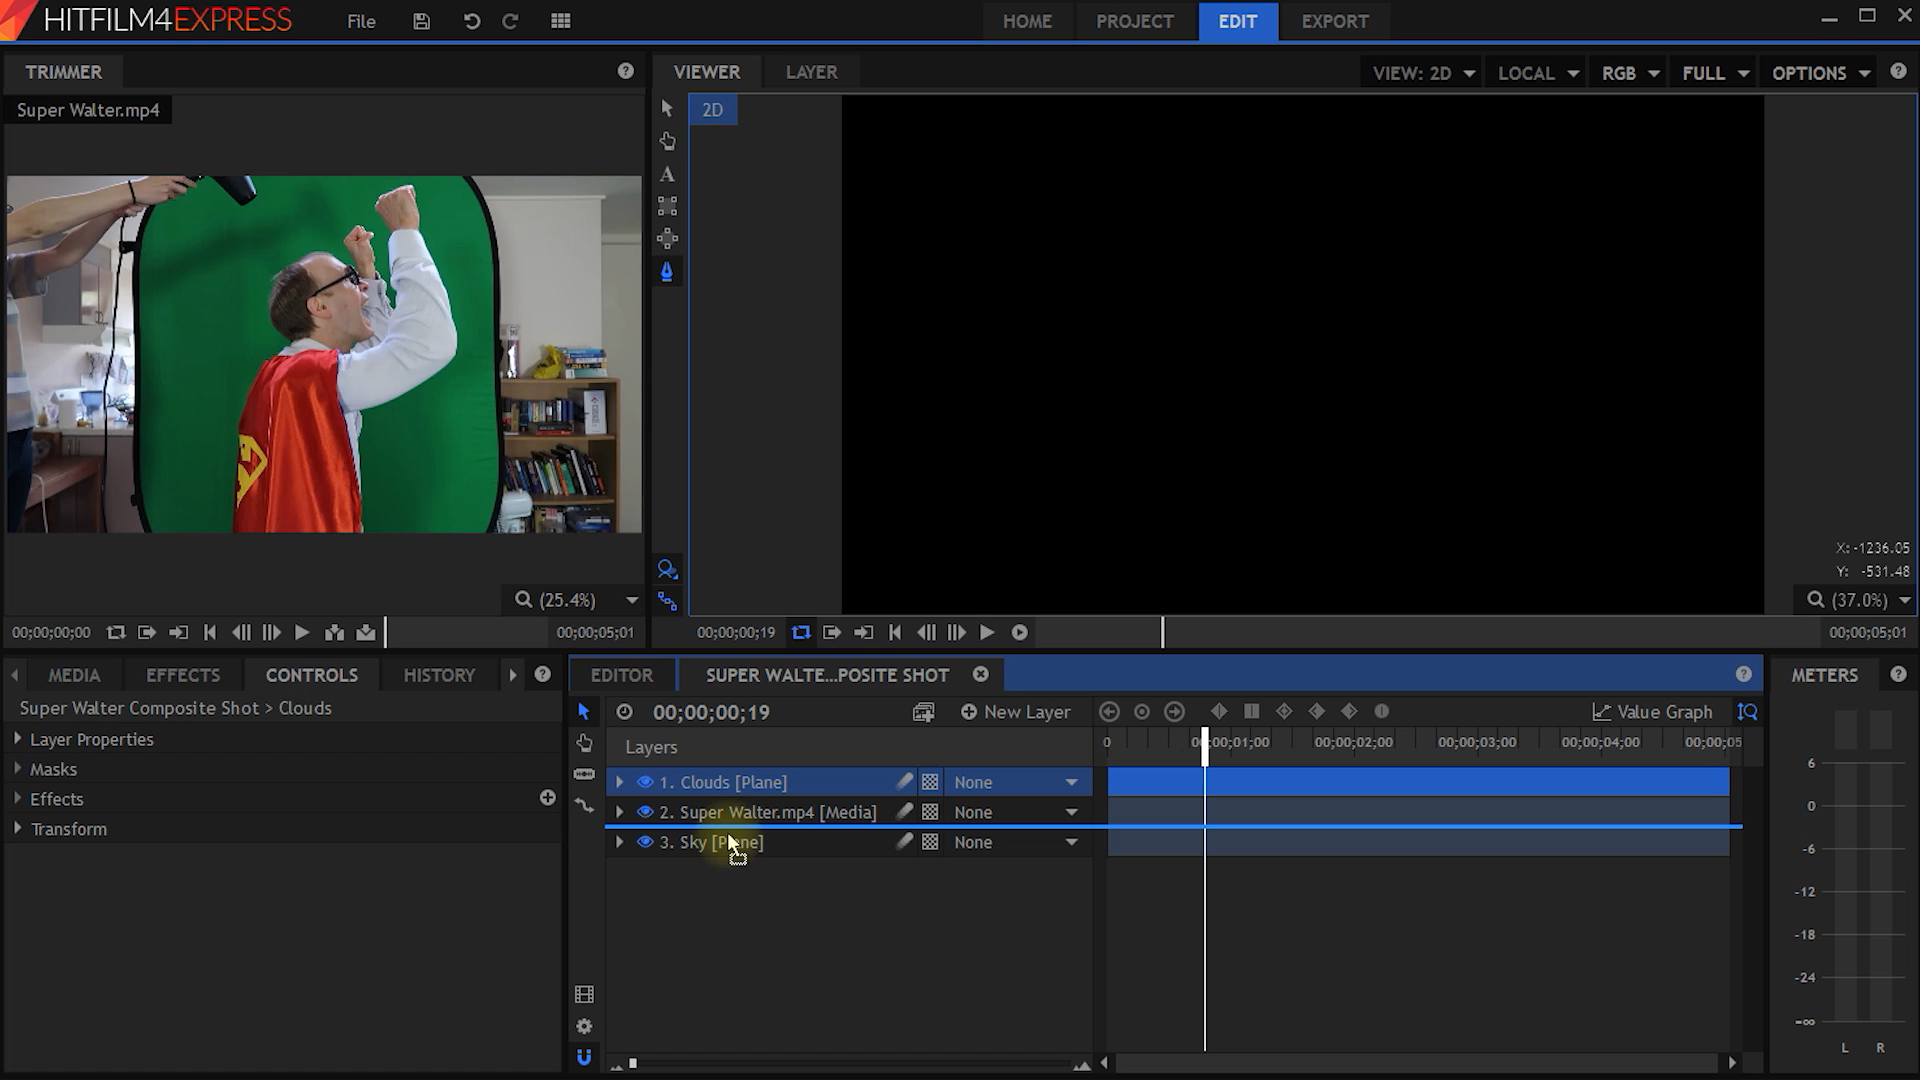 HITFILM4EXPRESS
File
HOME
PROJECT
EDIT
EXPORT
TRIMMER
VIEWER
LAYER
VIEW: 2D
LOCAL
RGB
FULL
OPTIONS
Super Walter.mp4
2D
A
X: -1236.05
Y: -531.48
(25.4%)
(37.0%)
00;00;00;00
00;00;05;01
00;00;00;19
00;00;05;01
MEDIA
EFFECTS
CONTROLS
HISTORY
EDITOR
SUPER WALTE...POSITE SHOT
METERS
Super Walter Composite Shot > Clouds
00;00;00;19
New Layer
Value Graph
Layer Properties
Masks
Effects
Transform
Layers
0
00;00;01;00
00;00;02;00
00;00;03;00
00;00;04;00
00;00;05
1. Clouds [Plane]
None
2. Super Walter.mp4 [Media]
None
3. Sky [Plane]
None
6
0
-6
-12
-18
-24
-∞
L
R